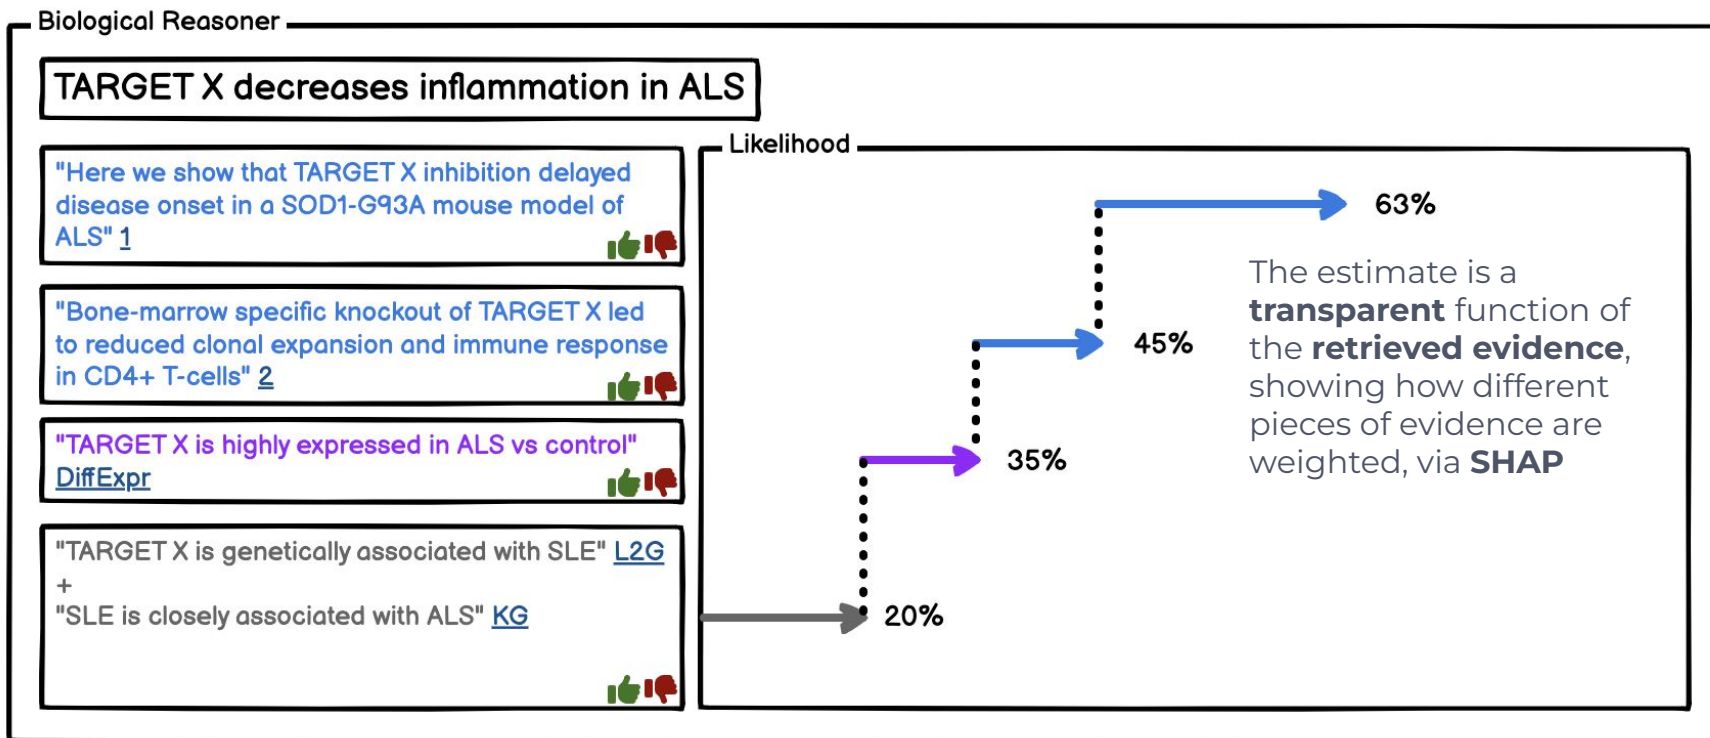 Biological Reasoner
TARGET X decreases inflammation in ALS
"Here we show that TARGET X inhibition delayed
disease onset in a SOD1-G93A mouse model of
ALS" 1
"Bone-marrow specific knockout of TARGET X led
to reduced clonal expansion and immune response
in CD4+ T-cells" 2
"TARGET X is highly expressed in ALS vs control"
DiffExpr
"TARGET X is genetically associated with SLE" L2G
+
"SLE is closely associated with ALS" KG
Likelihood
63%
45%
35%
20%
The estimate is a
transparent function of
the retrieved evidence,
showing how different
pieces of evidence are
weighted, via SHAP